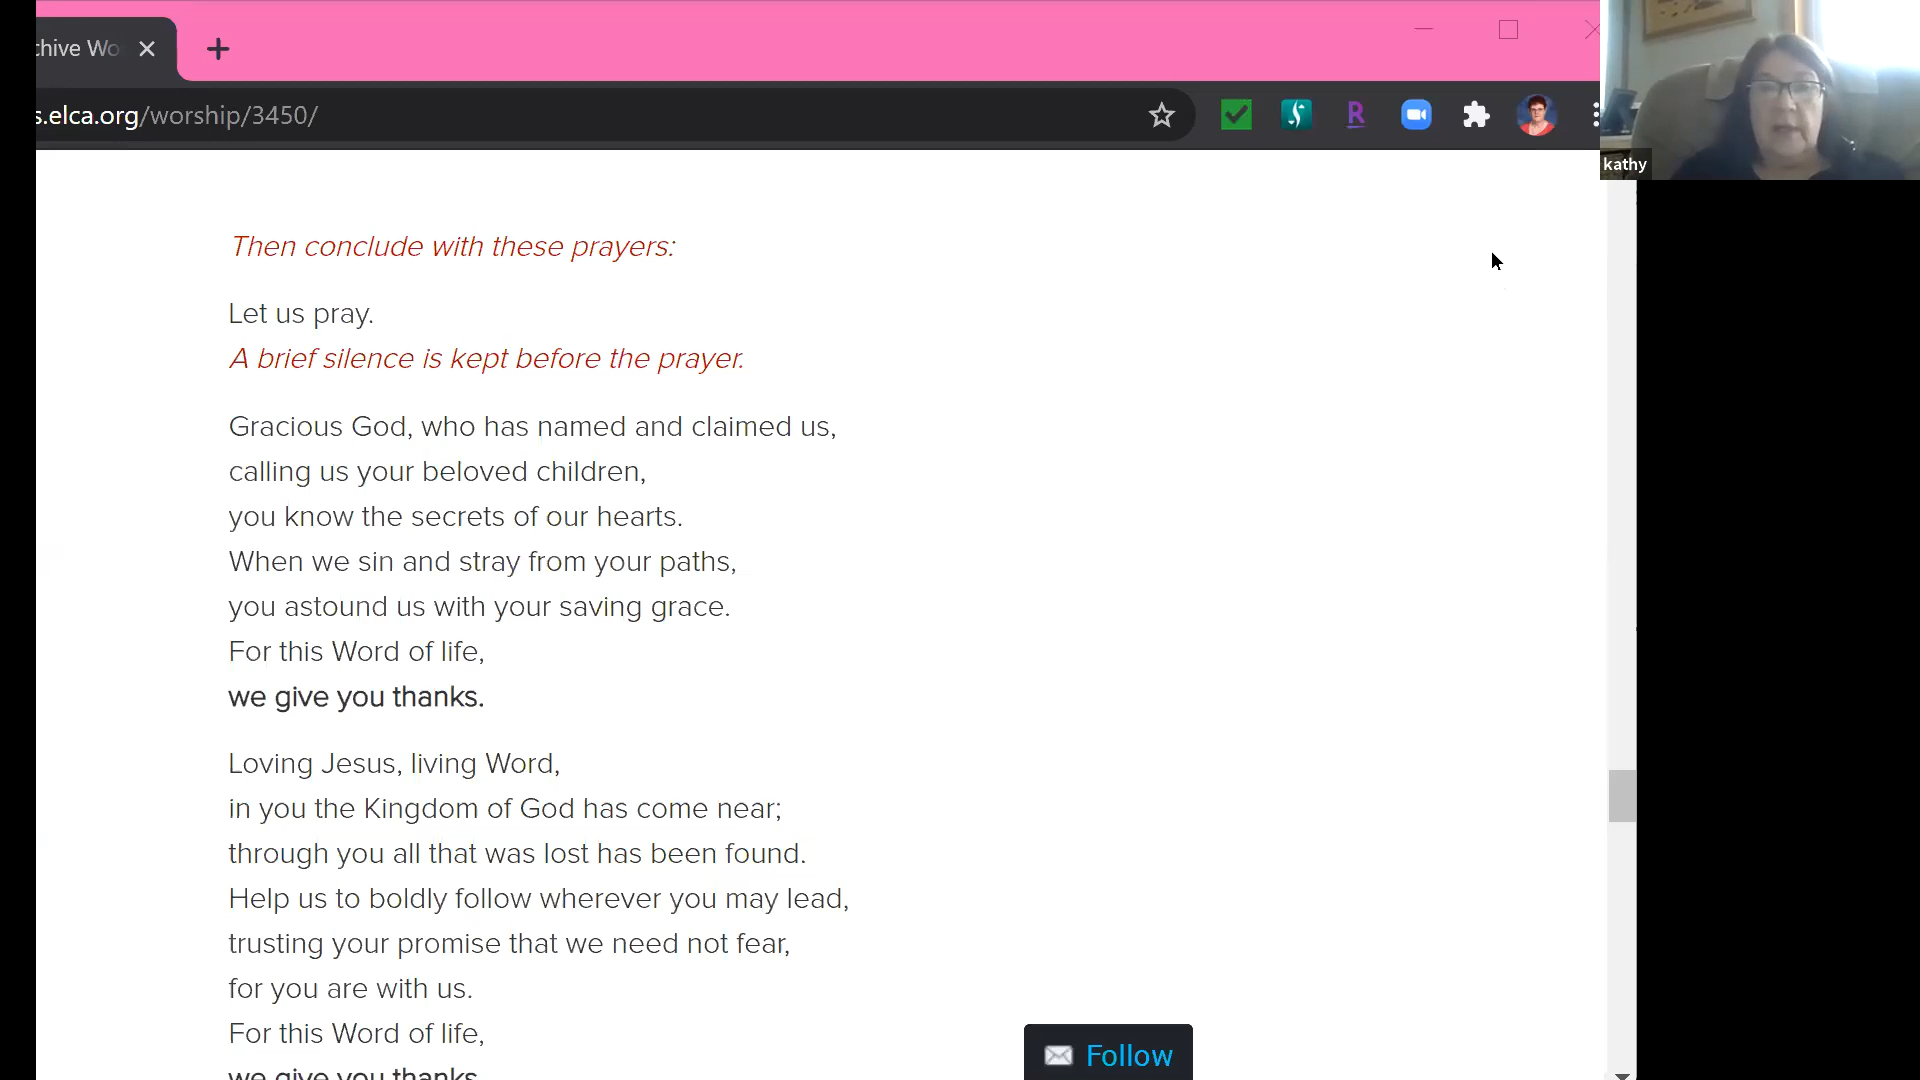 chive Wo
s.elca.org/worship/3450/
R
kathy
Then conclude with these prayers:
Let us pray.
A brief silence is kept before the prayer.
Gracious God, who has named and claimed us,
calling us your beloved children,
you know the secrets of our hearts.
When we sin and stray from your paths,
you astound us with your saving grace.
For this Word of life,
we give you thanks.
Loving Jesus, living Word,
in you the Kingdom of God has come near;
through you all that was lost has been found.
Help us to boldly follow wherever you may lead,
trusting your promise that we need not fear,
for you are with us.
For this Word of life,
we give you thanks
Follow